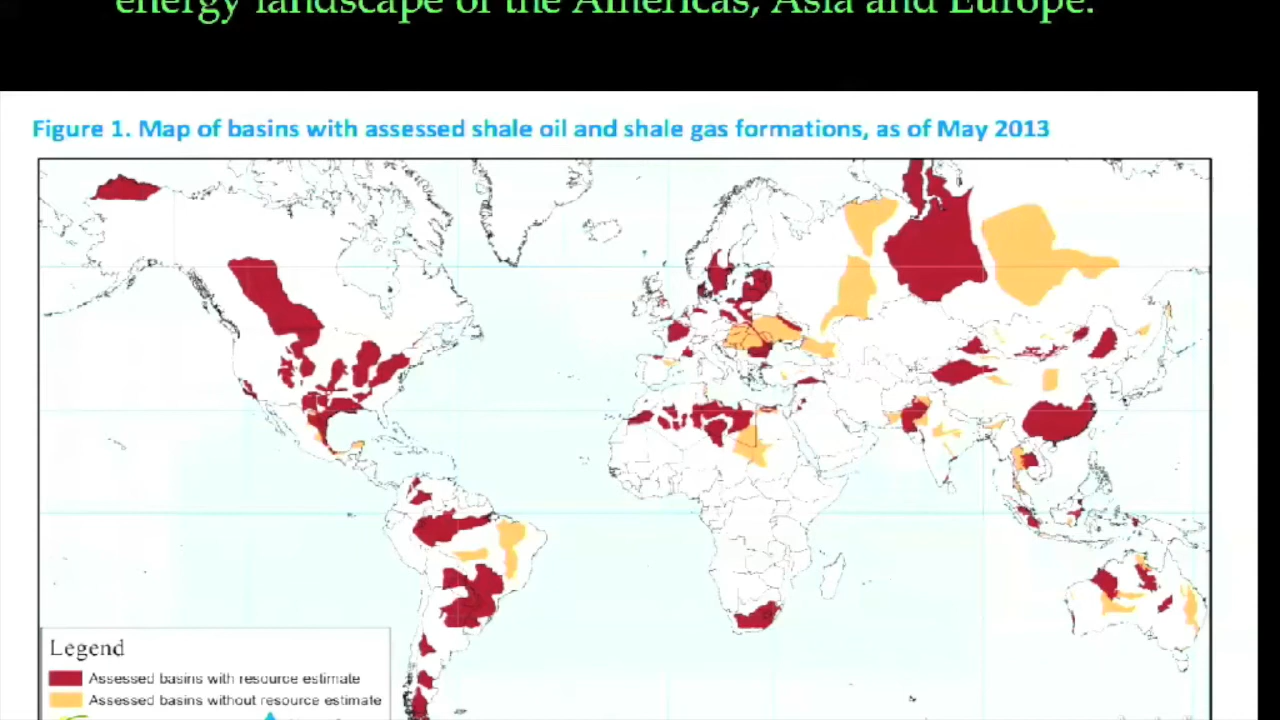 energy landscape of the Americas, Asia and Europe.
Figure 1. Map of basins with assessed shale oil and shale gas formations, as of May 2013
Legend
Assessed basins with resource estimate
Assessed basins without resource estimate